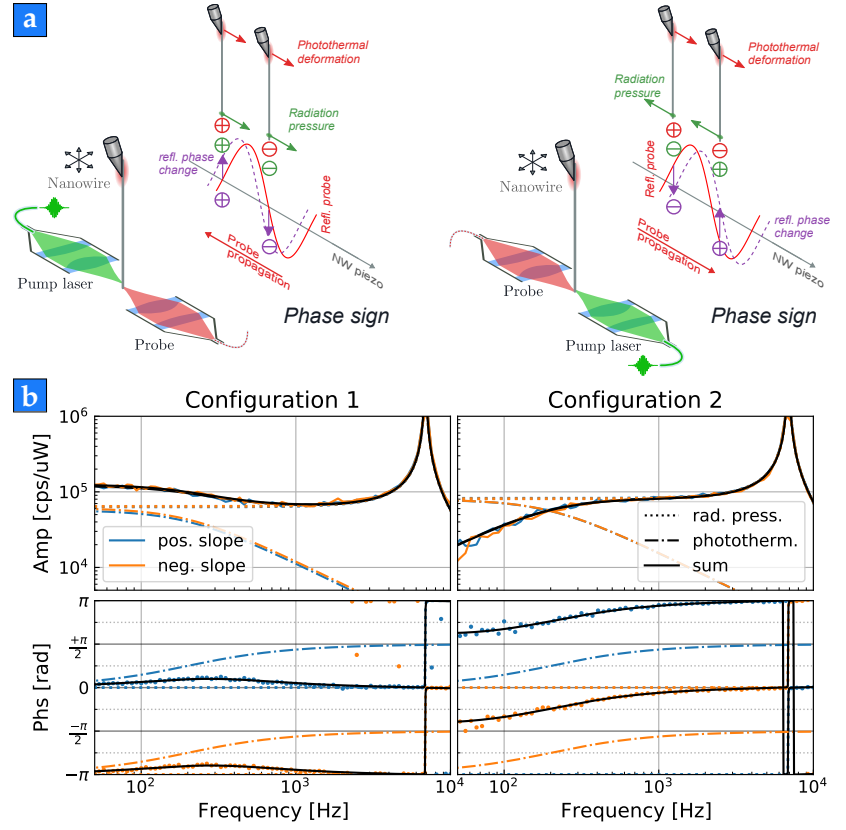 a
Photothermal
deformation
Radiation
pressure
refl. phase
change
Nanowire
Refl. probe
Probe
propagation
NW piezo
Pump laser
Probe
Phase sign
Photothermal
deformation
Radiation
pressure
Nanowire
Refl. probe
refl. phase
change
Probe
propagation
NW piezo
Probe
Pump laser
Phase sign
b
Configuration 1
Configuration 2
Amp [cps/uW]
10^6
10^5
10^4
pos. slope
neg. slope
rad. press.
phototherm.
sum
Phs [rad]
π
+π/2
0
−π/2
−π
10^2
10^3
10^4
10^2
10^3
10^4
Frequency [Hz]
Frequency [Hz]